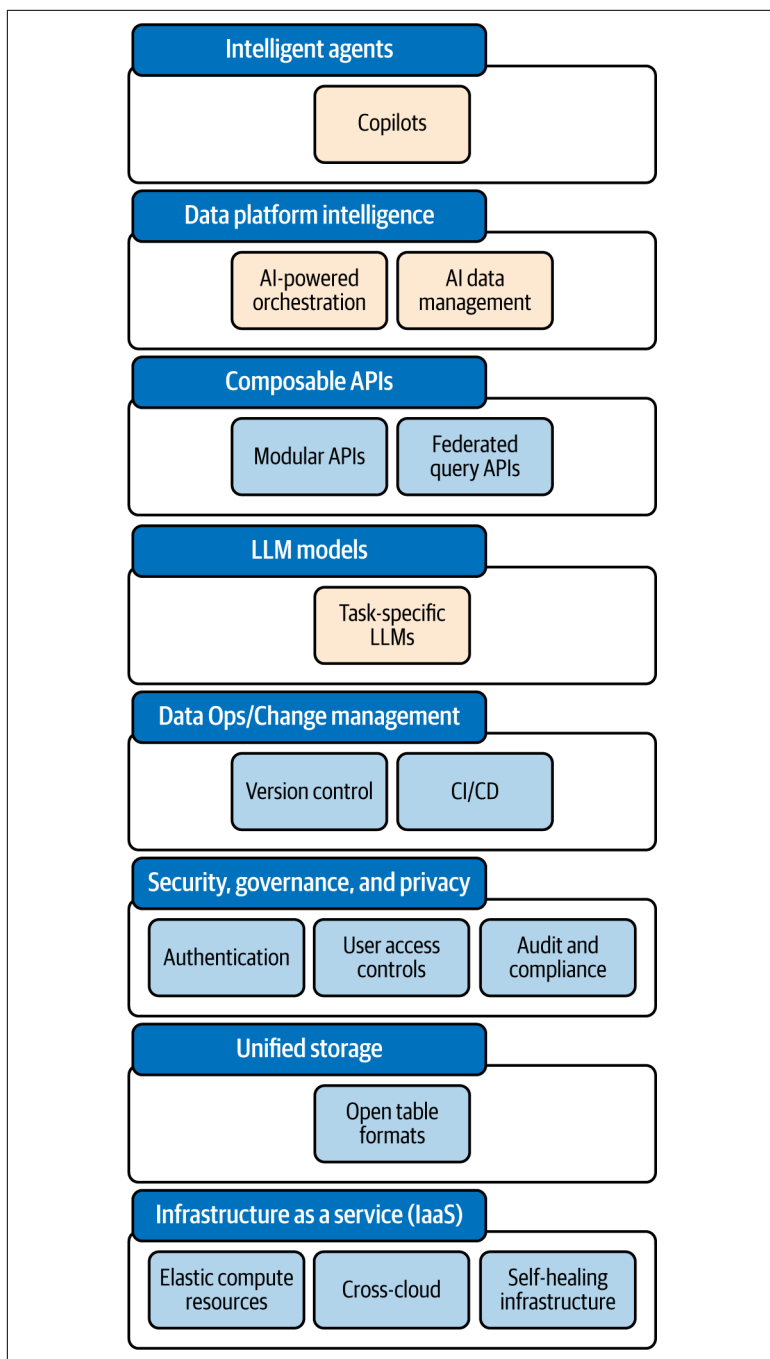 Intelligent agents
Copilots
Data platform intelligence
AI-powered
orchestration
AI data
management
Composable APIs
Modular APIs
Federated
query APIs
LLM models
Task-specific
LLMs
Data Ops/Change management
Version control
CI/CD
Security, governance, and privacy
Authentication
User access
controls
Audit and
compliance
Unified storage
Open table
formats
Infrastructure as a service (IaaS)
Elastic compute
resources
Cross-cloud
Self-healing
infrastructure